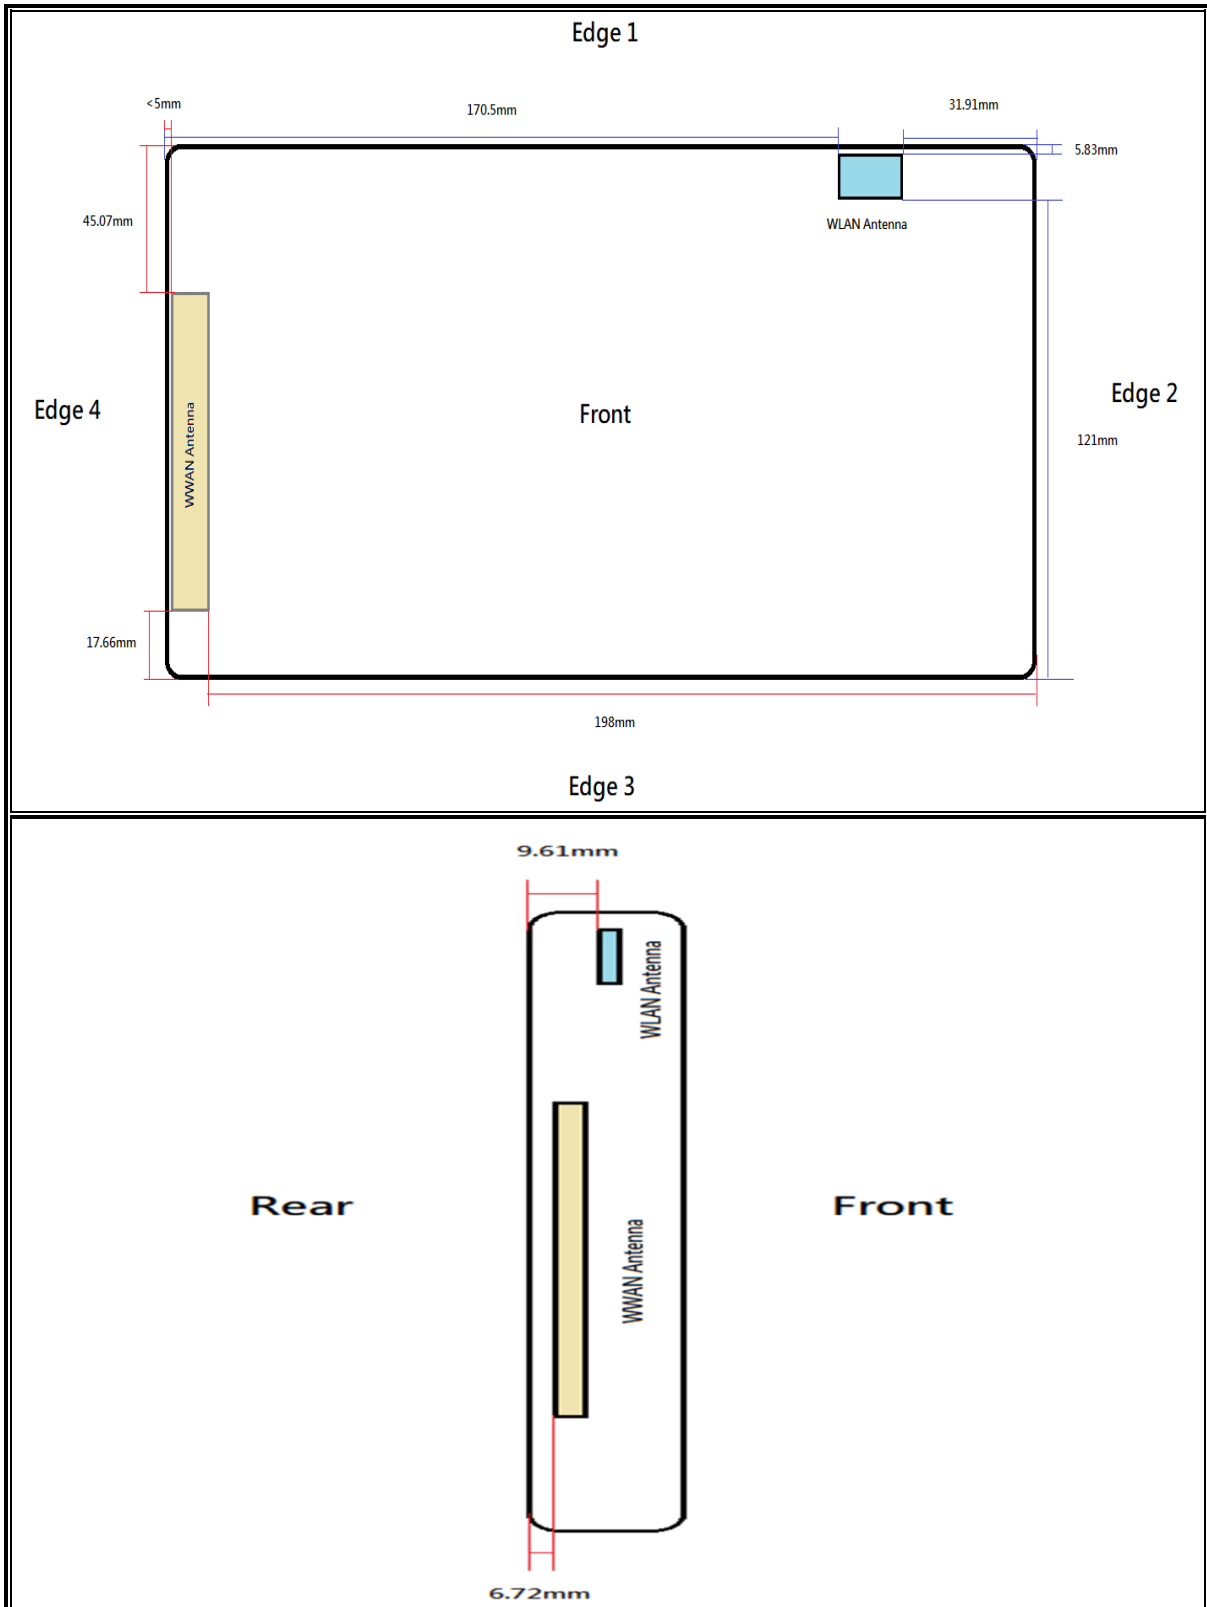 Edge 1
<5mm
170.5mm
31.91mm
5.83mm
45.07mm
WLAN Antenna
Edge 4
WWAN Antenna
Front
Edge 2
121mm
17.66mm
198mm
Edge 3
9.61mm
WLAN Antenna
Rear
Front
WWAN Antenna
6.72mm